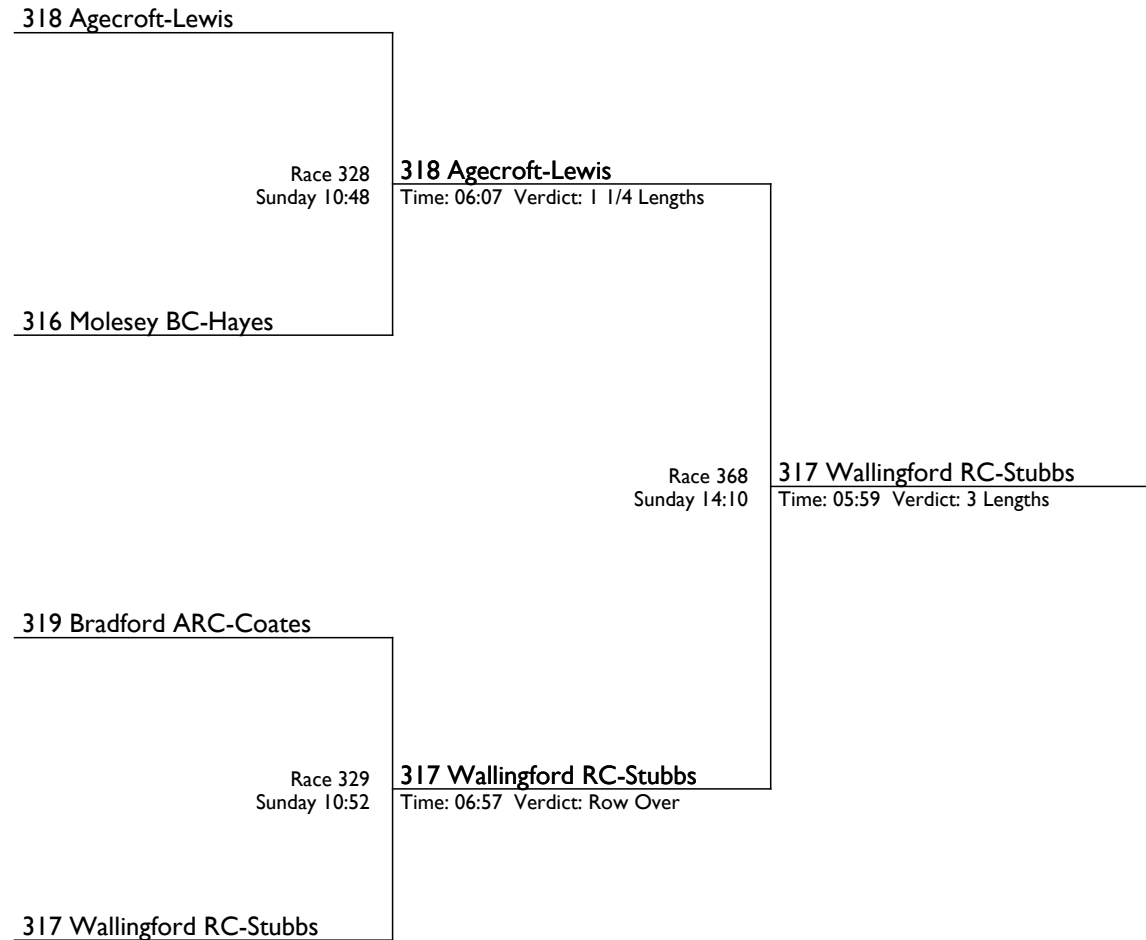 318 Agecroft-Lewis
Race 328
Sunday 10:48
318 Agecroft-Lewis
Time: 06:07 Verdict: 1 1/4 Lengths
316 Molesey BC-Hayes
Race 368
Sunday 14:10
317 Wallingford RC-Stubbs
Time: 05:59 Verdict: 3 Lengths
319 Bradford ARC-Coates
Race 329
Sunday 10:52
317 Wallingford RC-Stubbs
Time: 06:57 Verdict: Row Over
317 Wallingford RC-Stubbs